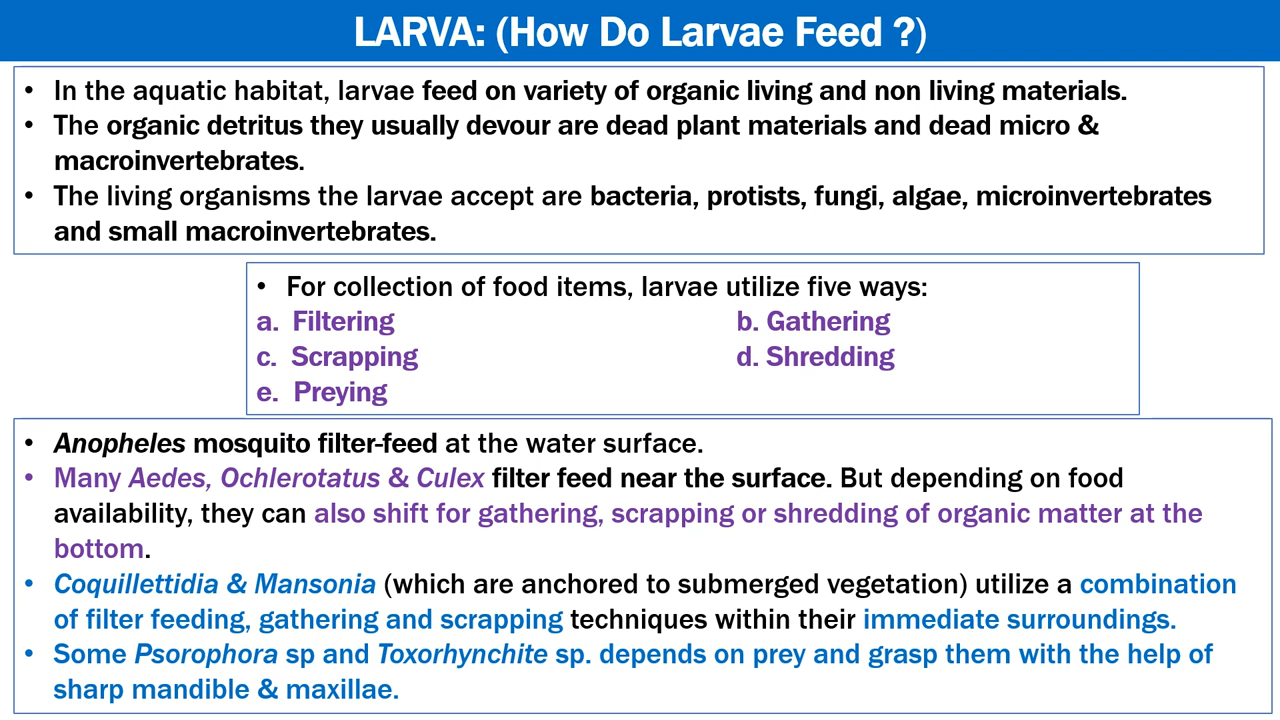 LARVA: (How Do Larvae Feed ?)
• In the aquatic habitat, larvae feed on variety of organic living and non living materials.
• The organic detritus they usually devour are dead plant materials and dead micro &
macroinvertebrates.
• The living organisms the larvae accept are bacteria, protists, fungi, algae, microinvertebrates
and small macroinvertebrates.
• For collection of food items, larvae utilize five ways:
a. Filtering b. Gathering
c. Scrapping d. Shredding
e. Preying
• Anopheles mosquito filter-feed at the water surface.
• Many Aedes, Ochlerotatus & Culex filter feed near the surface. But depending on food
availability, they can also shift for gathering, scrapping or shredding of organic matter at the
bottom.
• Coquillettidia & Mansonia (which are anchored to submerged vegetation) utilize a combination
of filter feeding, gathering and scrapping techniques within their immediate surroundings.
• Some Psorophora sp and Toxorhynchite sp. depends on prey and grasp them with the help of
sharp mandible & maxillae.